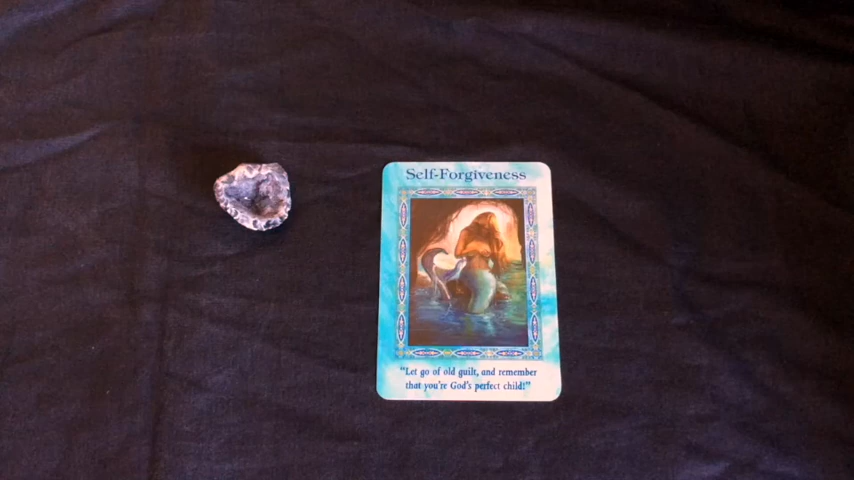 Self-Forgiveness
“Let go of old guilt, and remember
that you're God's perfect child!”